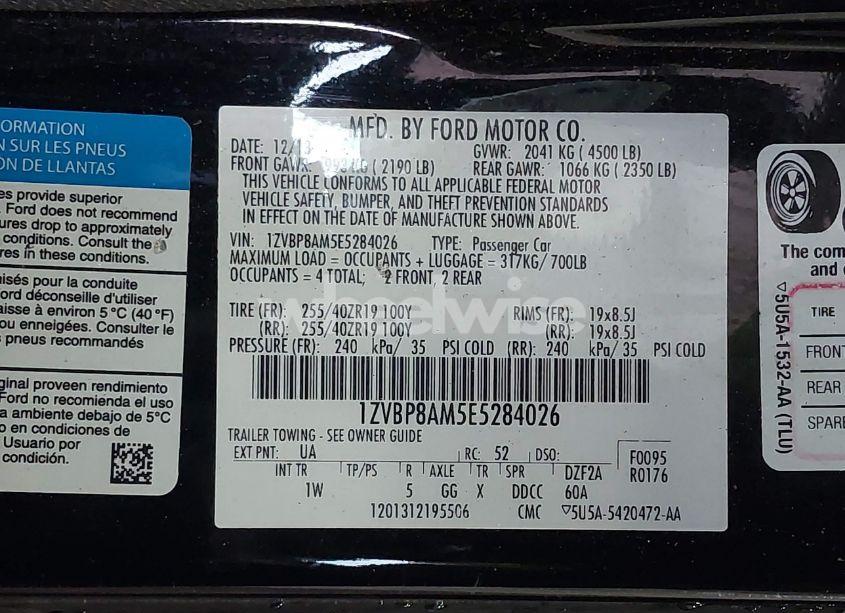 ORMATION
N SUR LES PNEUS
ÓN DE LLANTAS
es provide superior
. Ford does not recommend
ures drop to approximately
conditions. Consult the
res in these conditions.
misés pour la conduite
ord déconseille d'utiliser
aisse à environ 5 °C (40 °F)
ou enneigées. Consulter le
s pneus recommandés
ginal proveen rendimiento
Ford no recomienda el uso
a ambiente debajo de 5°C
o en condiciones de
Usuario por
condición.
MFD. BY FORD MOTOR CO.
DATE: 12/13 GVWR: 2041 KG ( 4500 LB)
FRONT GAWR: 993 KG ( 2190 LB) REAR GAWR: 1066 KG ( 2350 LB)
THIS VEHICLE CONFORMS TO ALL APPLICABLE FEDERAL MOTOR
VEHICLE SAFETY, BUMPER, AND THEFT PREVENTION STANDARDS
IN EFFECT ON THE DATE OF MANUFACTURE SHOWN ABOVE.
VIN: 1ZVBP8AM5E5284026 TYPE: Passenger Car
MAXIMUM LOAD = OCCUPANTS + LUGGAGE = 317KG/ 700LB
OCCUPANTS = 4 TOTAL; 2 FRONT, 2 REAR
wheelwise
TIRE (FR): 255/40ZR19 100Y RIMS (FR): 19x8.5J
(RR): 255/40ZR19 100Y (RR): 19x8.5J
PRESSURE (FR): 240 kPa/ 35 PSI COLD (RR): 240 kPa/ 35 PSI COLD
1ZVBP8AM5E5284026
TRAILER TOWING - SEE OWNER GUIDE
EXT PNT: UA RC: 52 DSO: F0095
INT TR TP/PS R AXLE TR SPR DZF2A R0176
1W 5 GG X DDCC 60A
1201312195506 CMC ▽5U5A-5420472-AA
▽5U5A-1532-AA (TLU)
The com
and
TIRE
FRONT
REAR
SPARE